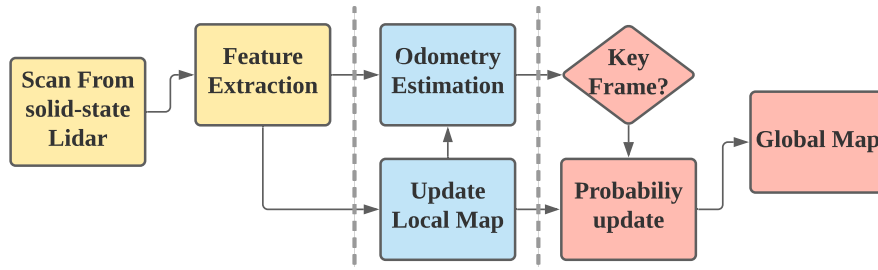 Scan From
solid-state
Lidar
Feature
Extraction
Odometry
Estimation
Update
Local Map
Key
Frame?
Probabiliy
update
Global Map